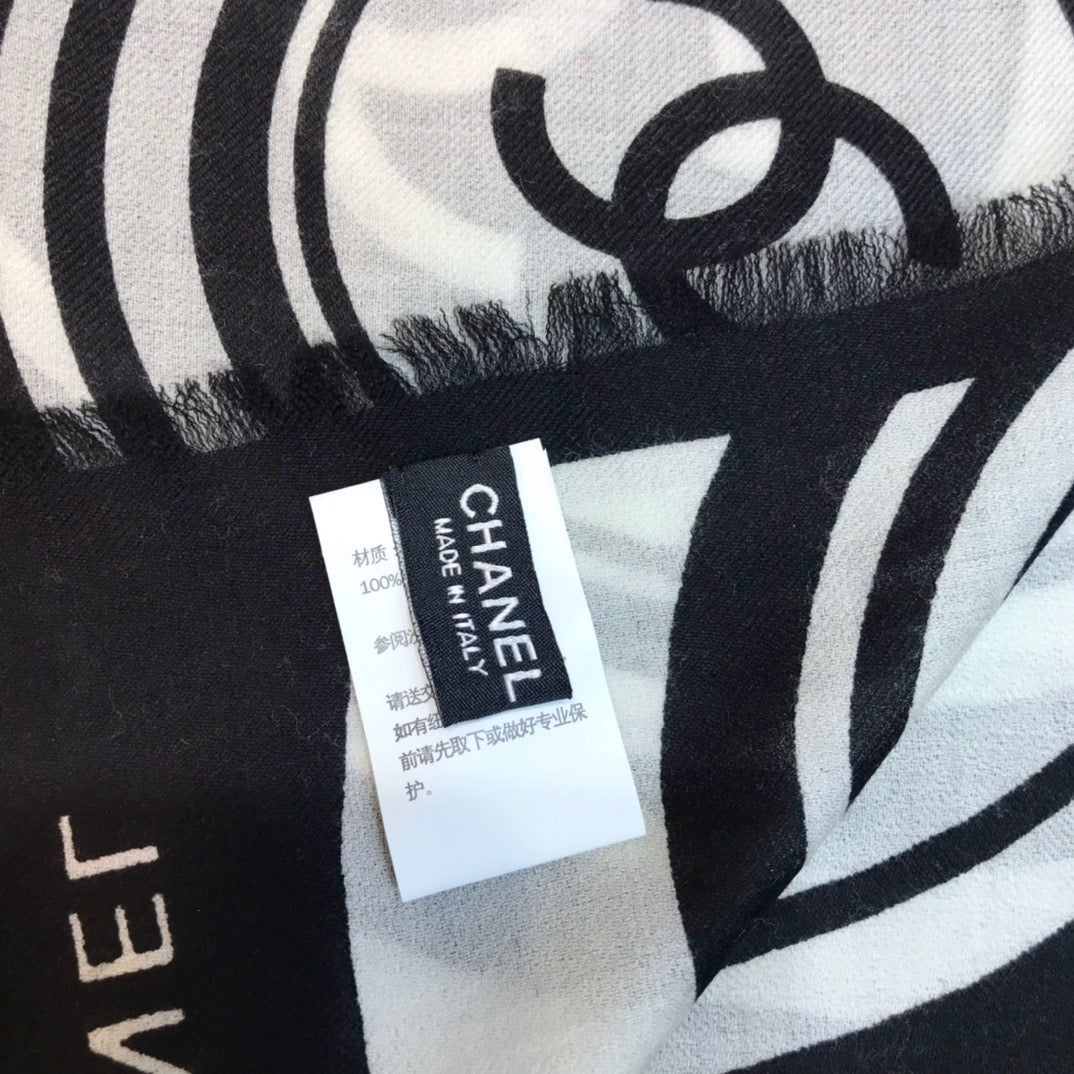 CHANEL
MADE IN ITALY
材质
100%
参阅
请送交
如有
前请先取下或做好专业保
护。